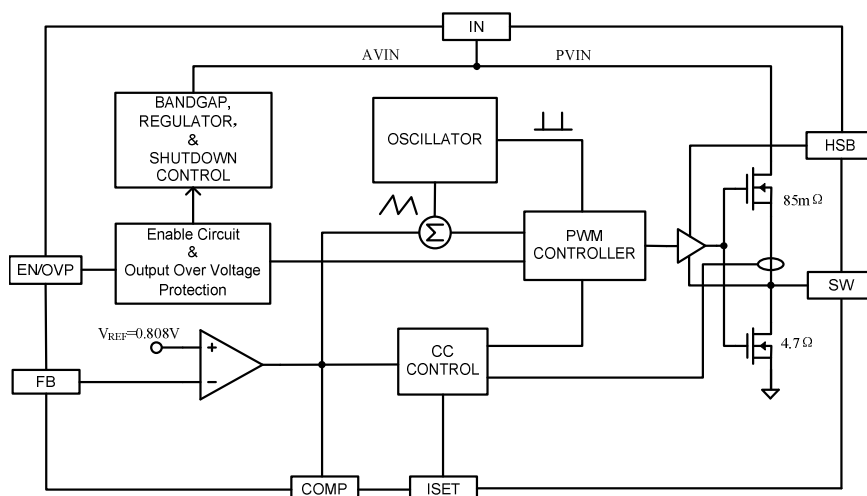 IN
AVIN
PVIN
BANDGAP,
REGULATOR,
&
SHUTDOWN
CONTROL
OSCILLATOR
HSB
85mΩ
Enable Circuit
&
Output Over Voltage
Protection
Σ
PWM
CONTROLLER
EN/OVP
SW
VREF=0.808V
+
−
CC
CONTROL
4.7Ω
FB
COMP
ISET